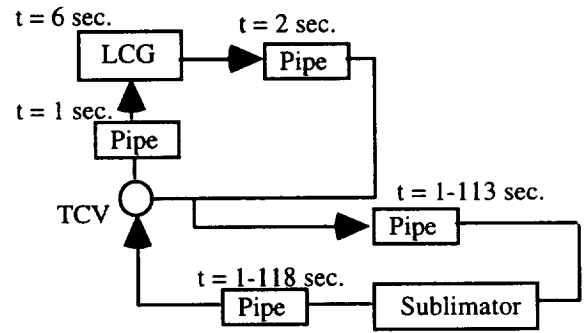 t = 6 sec.
t = 2 sec.
LCG
Pipe
t = 1 sec.
Pipe
t = 1-113 sec.
TCV
Pipe
t = 1-118 sec.
Pipe
Sublimator